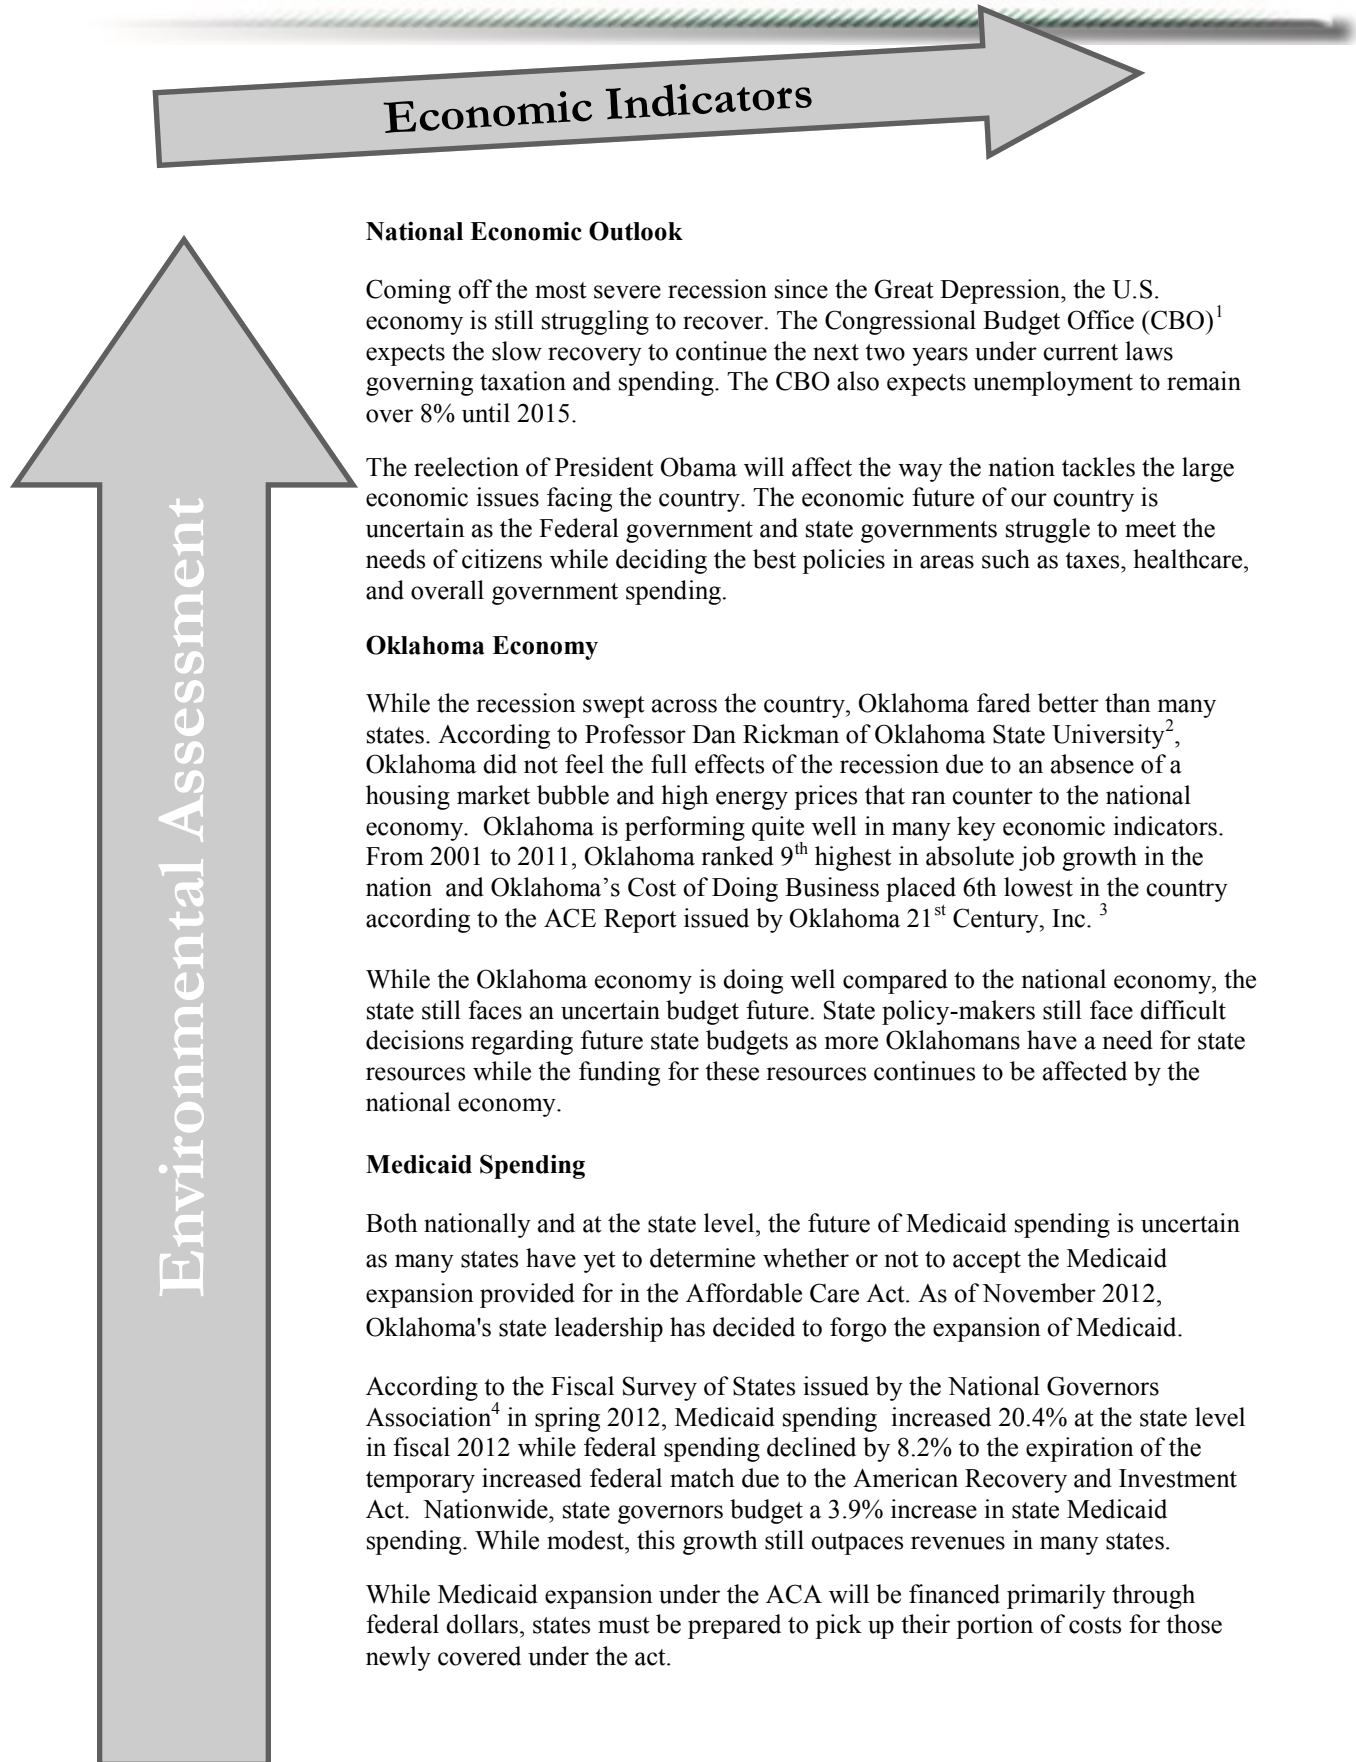 Economic Indicators
Environmental Assessment
National Economic Outlook
Coming off the most severe recession since the Great Depression, the U.S.
economy is still struggling to recover. The Congressional Budget Office (CBO)1
expects the slow recovery to continue the next two years under current laws
governing taxation and spending. The CBO also expects unemployment to remain
over 8% until 2015.
The reelection of President Obama will affect the way the nation tackles the large
economic issues facing the country. The economic future of our country is
uncertain as the Federal government and state governments struggle to meet the
needs of citizens while deciding the best policies in areas such as taxes, healthcare,
and overall government spending.
Oklahoma Economy
While the recession swept across the country, Oklahoma fared better than many
states. According to Professor Dan Rickman of Oklahoma State University2,
Oklahoma did not feel the full effects of the recession due to an absence of a
housing market bubble and high energy prices that ran counter to the national
economy.  Oklahoma is performing quite well in many key economic indicators.
From 2001 to 2011, Oklahoma ranked 9th highest in absolute job growth in the
nation  and Oklahoma's Cost of Doing Business placed 6th lowest in the country
according to the ACE Report issued by Oklahoma 21st Century, Inc. 3
While the Oklahoma economy is doing well compared to the national economy, the
state still faces an uncertain budget future. State policy-makers still face difficult
decisions regarding future state budgets as more Oklahomans have a need for state
resources while the funding for these resources continues to be affected by the
national economy.
Medicaid Spending
Both nationally and at the state level, the future of Medicaid spending is uncertain
as many states have yet to determine whether or not to accept the Medicaid
expansion provided for in the Affordable Care Act. As of November 2012,
Oklahoma's state leadership has decided to forgo the expansion of Medicaid.
According to the Fiscal Survey of States issued by the National Governors
Association4 in spring 2012, Medicaid spending  increased 20.4% at the state level
in fiscal 2012 while federal spending declined by 8.2% to the expiration of the
temporary increased federal match due to the American Recovery and Investment
Act.  Nationwide, state governors budget a 3.9% increase in state Medicaid
spending. While modest, this growth still outpaces revenues in many states.
While Medicaid expansion under the ACA will be financed primarily through
federal dollars, states must be prepared to pick up their portion of costs for those
newly covered under the act.